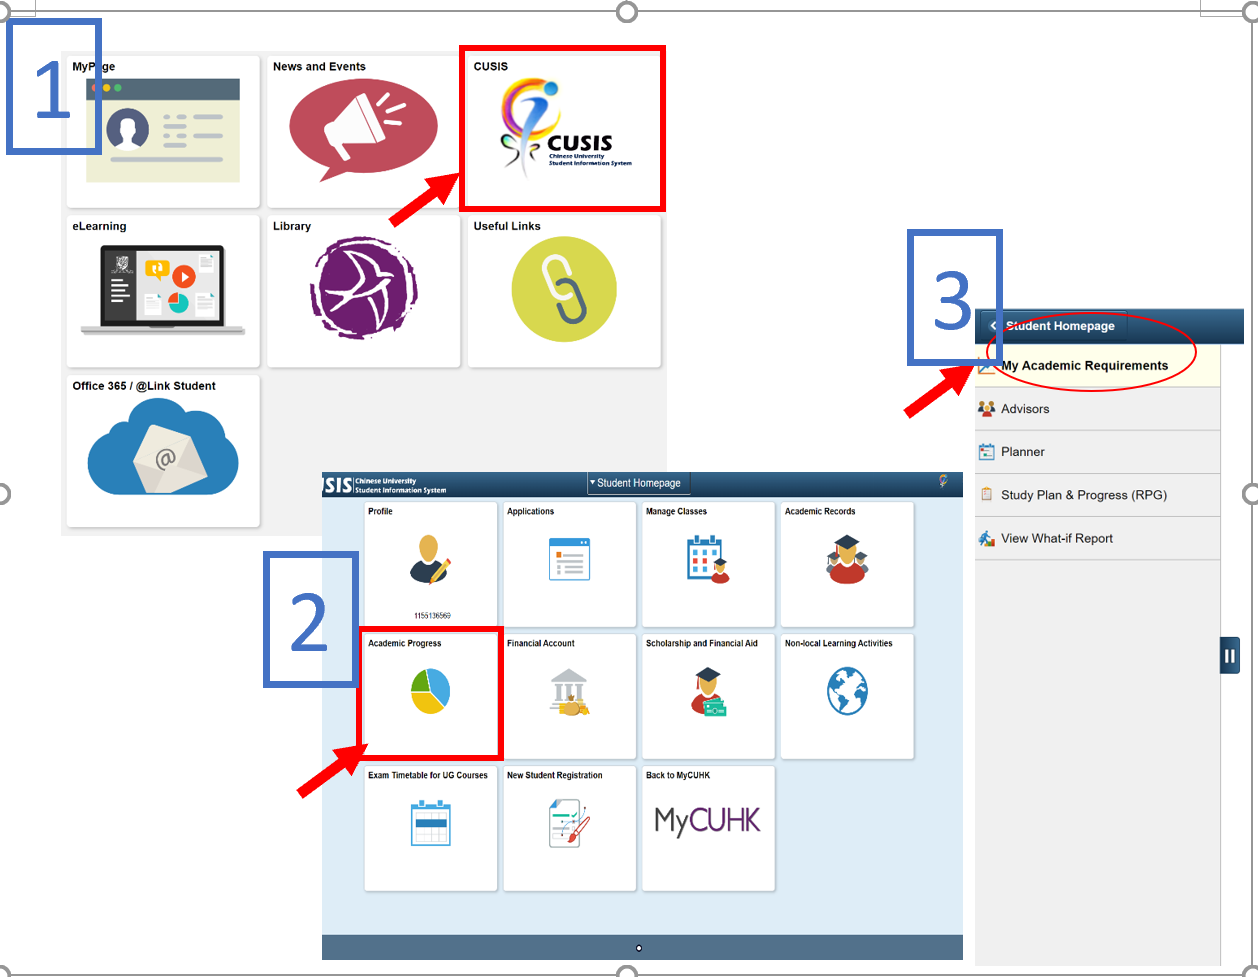 1
MyPage
News and Events
CUSIS
CUSIS
Chinese University
Student Information System
eLearning
Library
Useful Links
Office 365 / @Link Student
@
2
SIS
Chinese University
Student Information System
Student Homepage
Profile
Applications
Manage Classes
Academic Records
1155136569
Academic Progress
Financial Account
Scholarship and Financial Aid
Non-local Learning Activities
Exam Timetable for UG Courses
New Student Registration
Back to MyCUHK
MyCUHK
3
Student Homepage
My Academic Requirements
Advisors
Planner
Study Plan & Progress (RPG)
View What-if Report